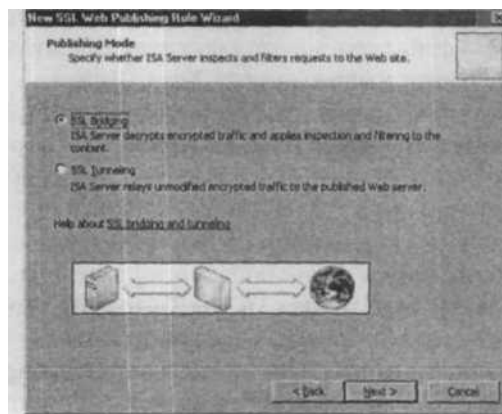 New SSL Web Publishing Rule Wizard
Publishing Mode
Specify whether ISA Server inspects and filters requests to the Web site.
SSL Bridging
ISA Server decrypts encrypted traffic and applies inspection and filtering to the
content.
SSL Tunneling
ISA Server relays unmodified encrypted traffic to the published Web server.
Help about SSL bridging and tunneling
< Back
Next >
Cancel